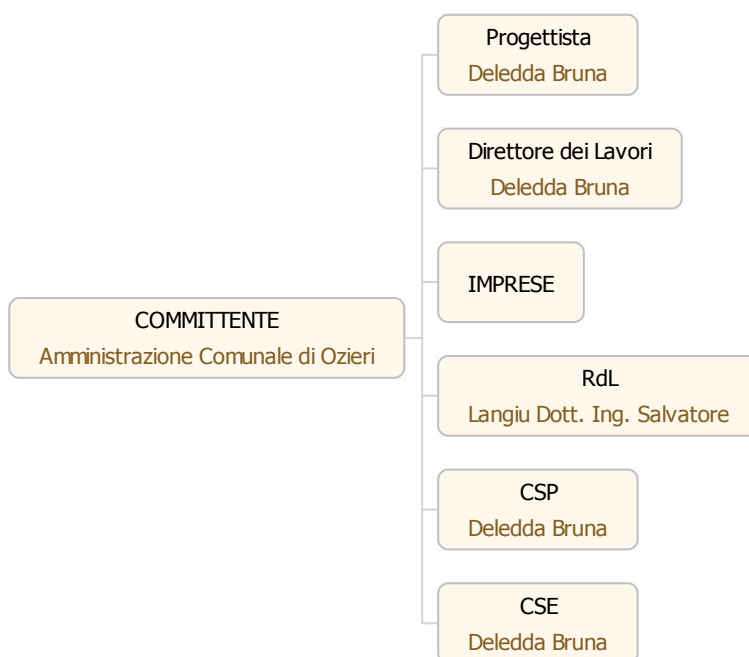 Progettista
Deledda Bruna
Direttore dei Lavori
Deledda Bruna
IMPRESE
COMMITTENTE
Amministrazione Comunale di Ozieri
RdL
Langiu Dott. Ing. Salvatore
CSP
Deledda Bruna
CSE
Deledda Bruna